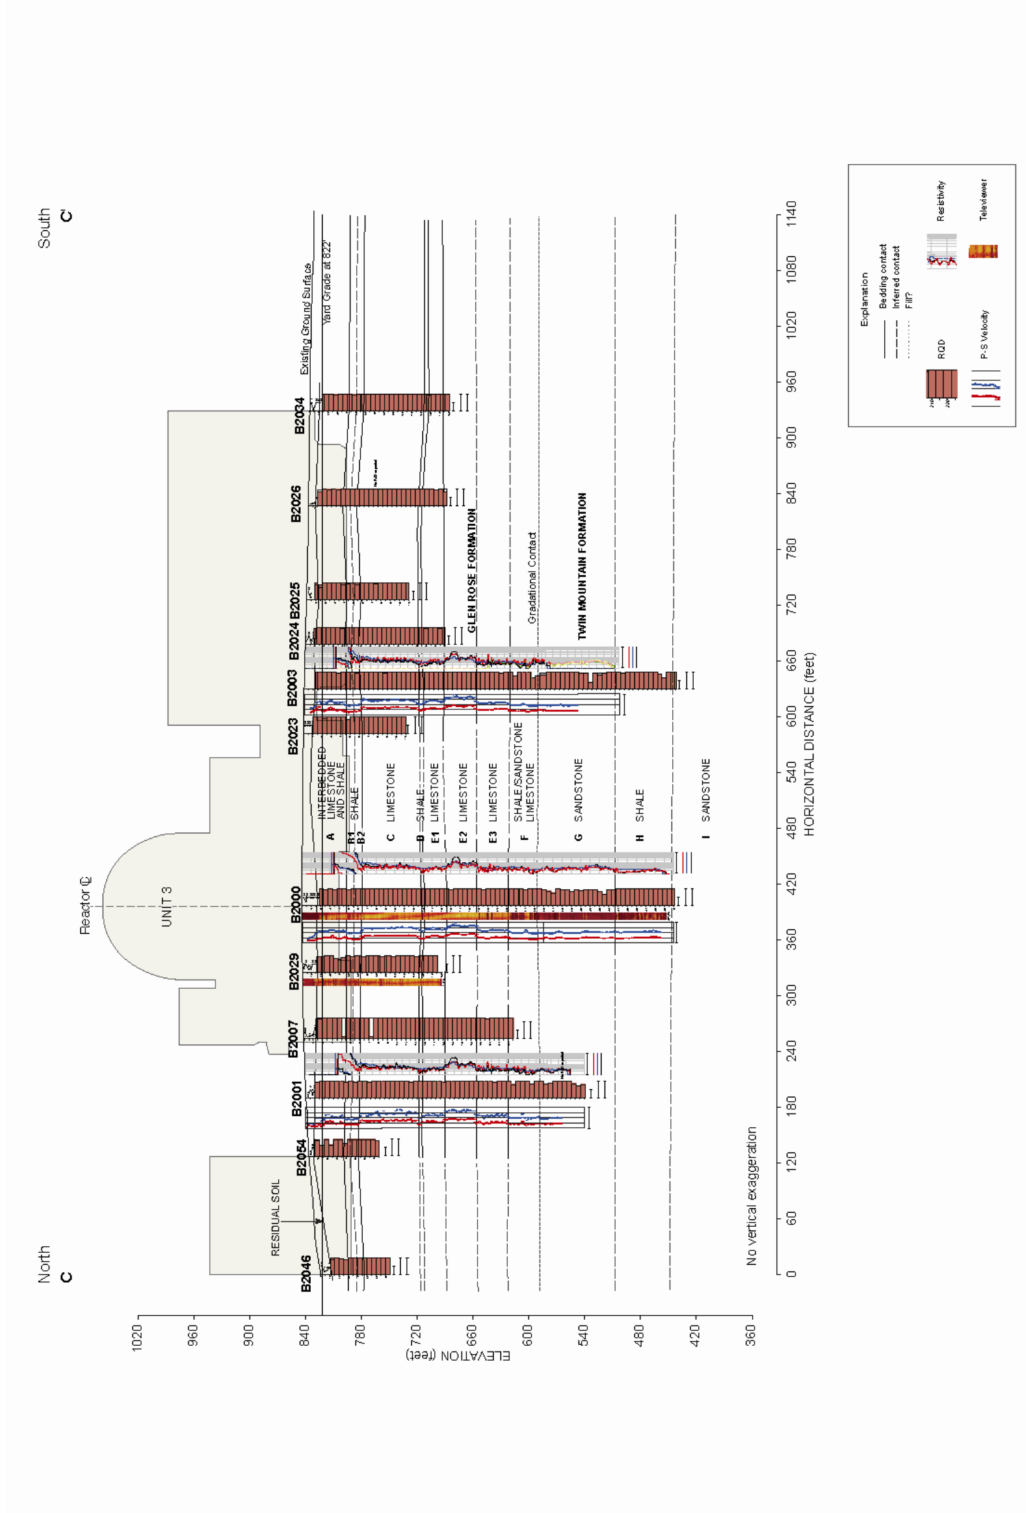 North
C
South
C'
Reactor ℄
UNIT 3
Existing Ground Surface
Yard Grade at 822'
RESIDUAL SOIL
B2046
B2054
B2001
B2007
B2029
B2000
B2023
B2003
B2024
B2025
B2026
B2034
A
INTERBEDDED
LIMESTONE
AND SHALE
B1
SHALE
B2
C
LIMESTONE
D
SHALE
E1
LIMESTONE
E2
LIMESTONE
E3
LIMESTONE
F
SHALE/SANDSTONE
LIMESTONE
G
SANDSTONE
H
SHALE
I
SANDSTONE
GLEN ROSE FORMATION
Gradational Contact
TWIN MOUNTAIN FORMATION
ELEVATION (feet)
1020
960
900
840
780
720
660
600
540
480
420
360
No vertical exaggeration
0
60
120
180
240
300
360
420
480
540
600
660
720
780
840
900
960
1020
1080
1140
HORIZONTAL DISTANCE (feet)
Explanation
Bedding contact
Inferred contact
Fill?
RQD
Resistivity
P-S Velocity
Televiewer